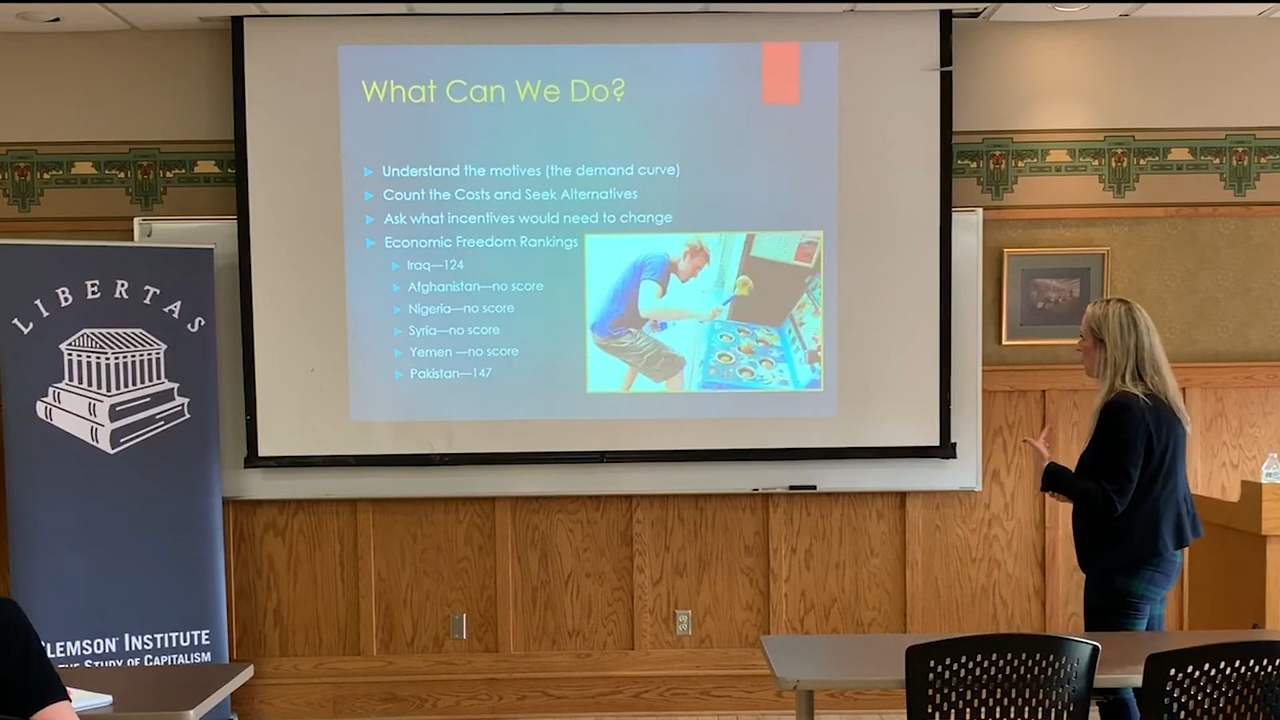 What Can We Do?
Understand the motives (the demand curve)
Count the Costs and Seek Alternatives
Ask what incentives would need to change
Economic Freedom Rankings
Iraq—124
Afghanistan—no score
Nigeria—no score
Syria—no score
Yemen —no score
Pakistan—147
LIBERTAS
LEMSON INSTITUTE
THE STUDY OF CAPITALISM